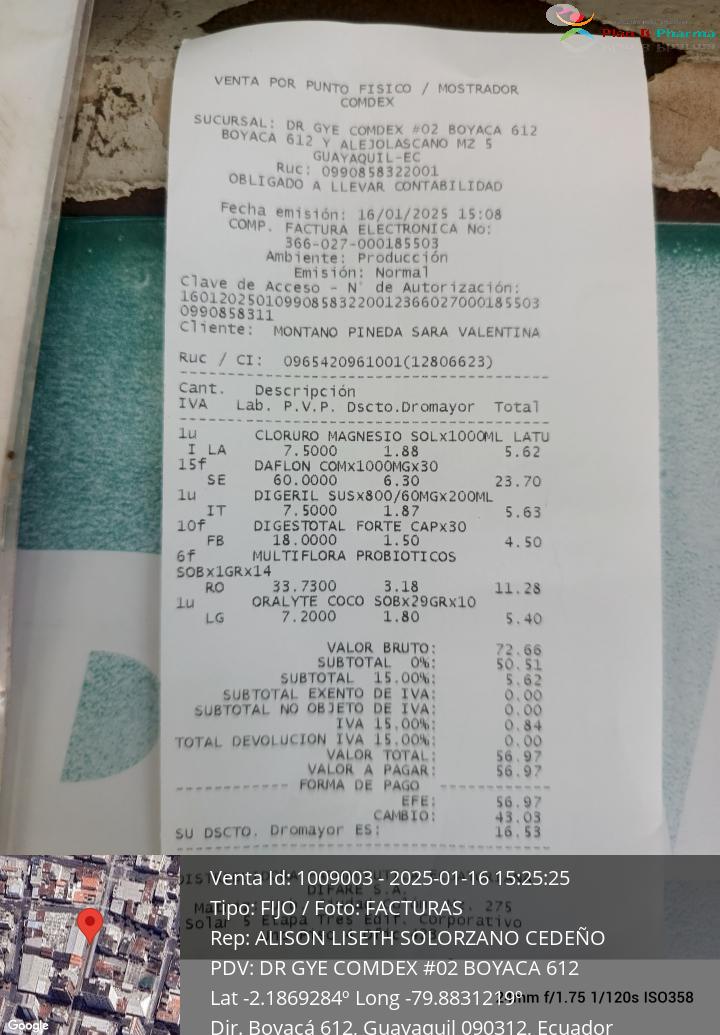 Plan B Pharma
VENTA POR PUNTO FISICO / MOSTRADOR
COMDEX
SUCURSAL: DR GYE COMDEX #02 BOYACA 612
BOYACA 612 Y ALEJOLASCANO MZ 5
GUAYAQUIL-EC
Ruc: 0990858322001
OBLIGADO A LLEVAR CONTABILIDAD
Fecha emisión: 16/01/2025 15:08
COMP. FACTURA ELECTRONICA No:
366-027-000185503
Ambiente: Producción
Emisión: Normal
Clave de Acceso - N° de Autorización:
160120250109908583220012366027000185503
0990858311
Cliente: MONTANO PINEDA SARA VALENTINA
Ruc / CI: 0965420961001(12806623)
Cant. Descripción
IVA Lab. P.V.P. Dscto.Dromayor Total
1u CLORURO MAGNESIO SOLx1000ML LATU
I LA 7.5000 1.88 5.62
15f DAFLON COMx1000MGx30
SE 60.0000 6.30 23.70
1u DIGERIL SUSx800/60MGx200ML
IT 7.5000 1.87 5.63
10f DIGESTOTAL FORTE CAPx30
FB 18.0000 1.50 4.50
6f MULTIFLORA PROBIOTICOS
SOBx1GRx14
RO 33.7300 3.18 11.28
1u ORALYTE COCO SOBx29GRx10
LG 7.2000 1.80 5.40
VALOR BRUTO: 72.66
SUBTOTAL 0%: 50.51
SUBTOTAL 15.00%: 5.62
SUBTOTAL EXENTO DE IVA: 0.00
SUBTOTAL NO OBJETO DE IVA: 0.00
IVA 15.00%: 0.84
TOTAL DEVOLUCION IVA 15.00%: 0.00
VALOR TOTAL: 56.97
VALOR A PAGAR: 56.97
------------ FORMA DE PAGO ------------
EFE: 56.97
CAMBIO: 43.03
SU DSCTO. Dromayor ES: 16.53
DIFARE S.A.
275
Solar 5 Etapa Tres Edif. Corporativo
Venta Id: 1009003 - 2025-01-16 15:25:25
Tipo: FIJO / Foto: FACTURAS
Rep: ALISON LISETH SOLORZANO CEDEÑO
PDV: DR GYE COMDEX #02 BOYACA 612
Lat -2.1869284º Long -79.8831219º
mm f/1.75 1/120s ISO358
Dir. Boyacá 612, Guayaquil 090312, Ecuador
Google